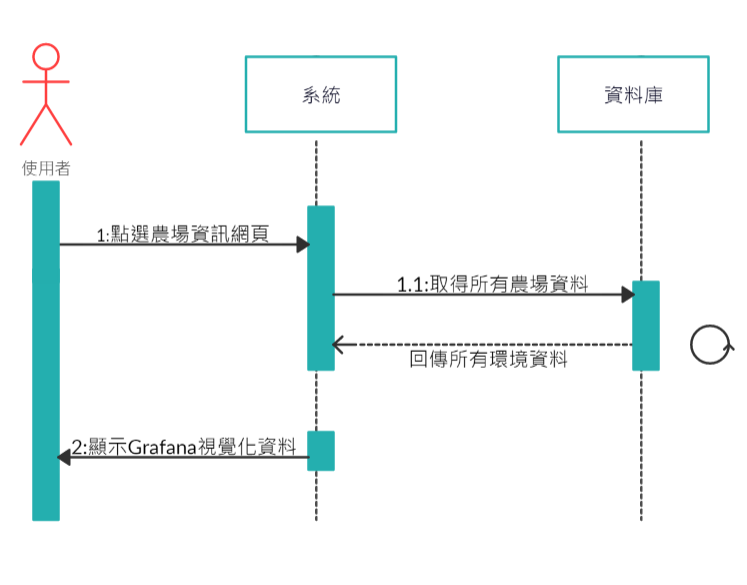 系統
資料庫
使用者
1:點選農場資訊網頁
1.1:取得所有農場資料
回傳所有環境資料
2:顯示Grafana視覺化資料